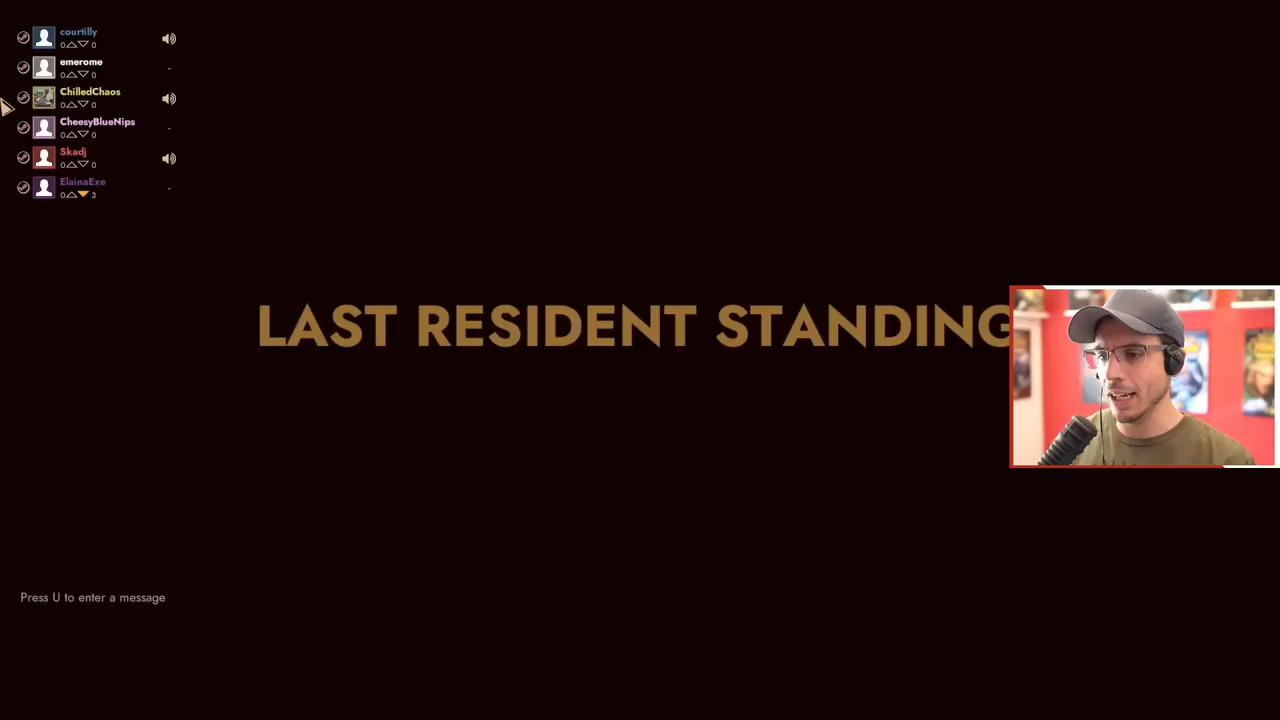 courtilly
0 0
emerome
0 0
-
ChilledChaos
0 0
CheesyBlueNips
0 0
-
Skadj
0 0
ElainaExe
0 3
-
LAST RESIDENT STANDING
Press U to enter a message